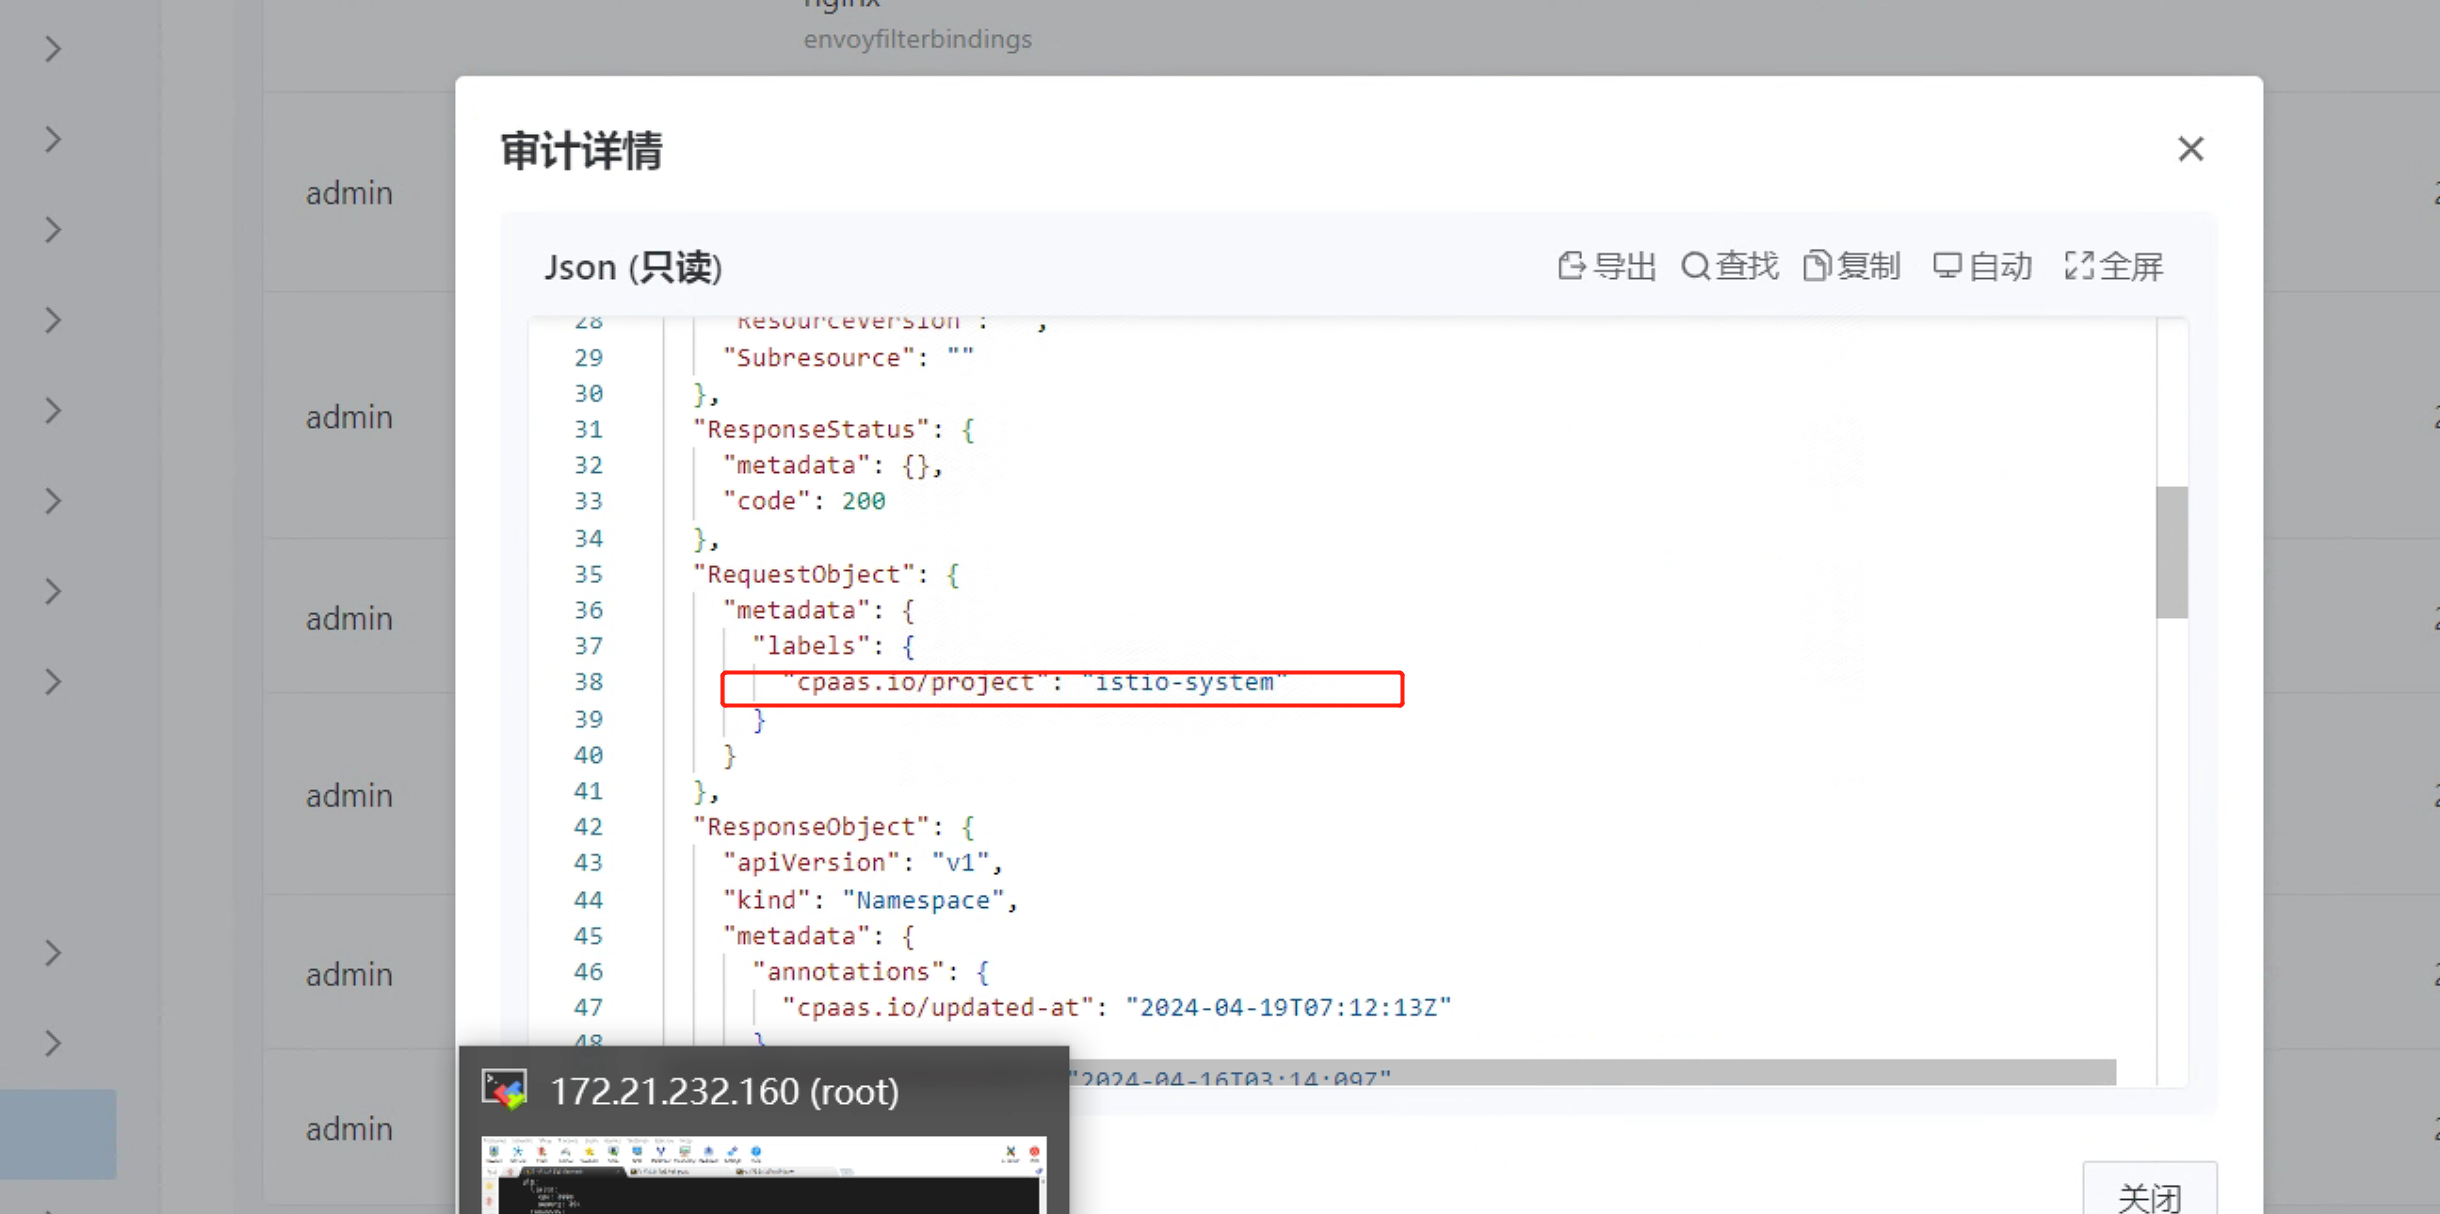 nginx
envoyfilterbindings
审计详情
admin
Json (只读)
导出 查找 复制 自动 全屏
28 "ResourceVersion": "",
29 "Subresource": ""
30 },
31 "ResponseStatus": {
32 "metadata": {},
admin
33 "code": 200
34 },
35 "RequestObject": {
36 "metadata": {
admin
37 "labels": {
38 "cpaas.io/project": "istio-system"
39 }
40 }
41 },
admin
42 "ResponseObject": {
43 "apiVersion": "v1",
44 "kind": "Namespace",
45 "metadata": {
46 "annotations": {
admin
47 "cpaas.io/updated-at": "2024-04-19T07:12:13Z"
48 },
"2024-04-16T03:14:09Z"
172.21.232.160 (root)
admin
关闭